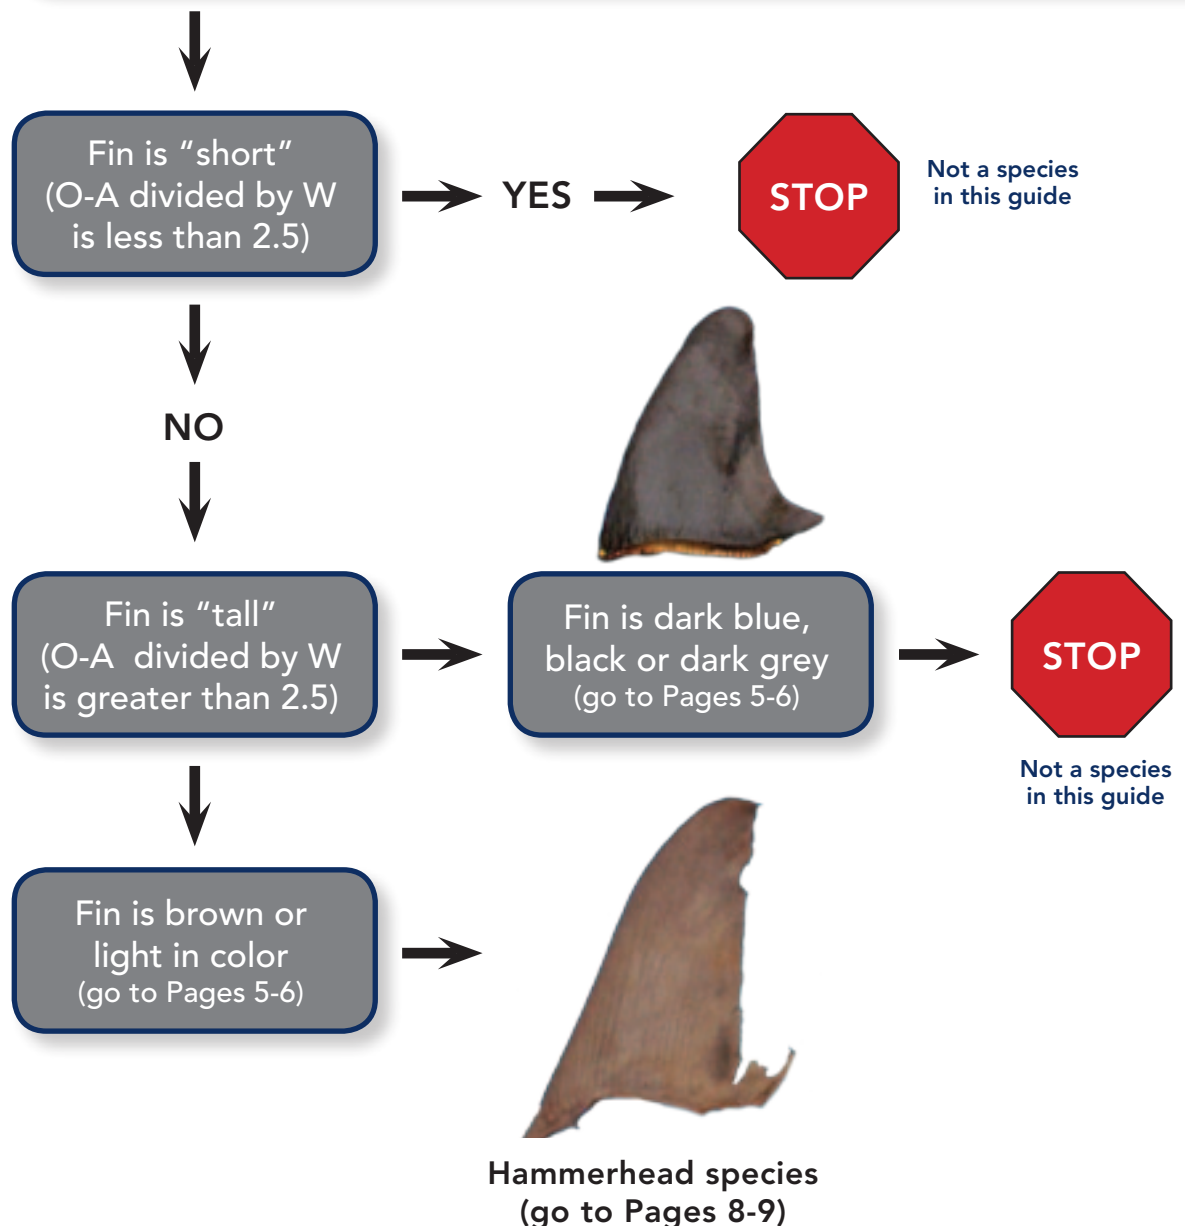 Fin is “short”
(O-A divided by W
is less than 2.5)
YES
STOP
Not a species
in this guide
NO
Fin is “tall”
(O-A divided by W
is greater than 2.5)
Fin is dark blue,
black or dark grey
(go to Pages 5-6)
STOP
Not a species
in this guide
Fin is brown or
light in color
(go to Pages 5-6)
Hammerhead species
(go to Pages 8-9)